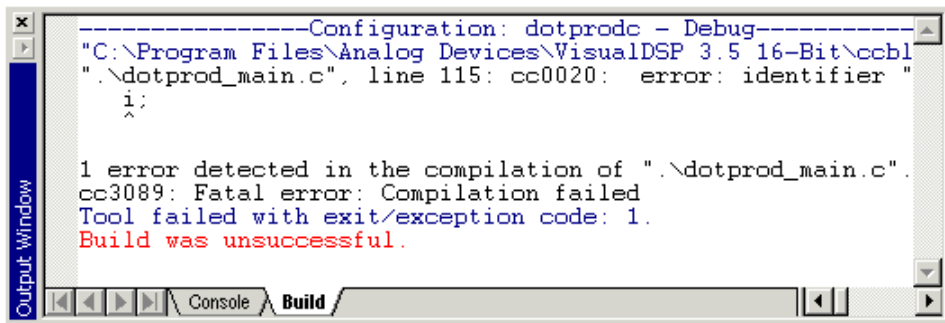 ----------------Configuration: dotprodc - Debug-----------
"C:\Program Files\Analog Devices\VisualDSP 3.5 16-Bit\ccbl
".\dotprod_main.c", line 115: cc0020:  error: identifier "
i;
^
1 error detected in the compilation of ".\dotprod_main.c".
cc3089: Fatal error: Compilation failed
Tool failed with exit/exception code: 1.
Build was unsuccessful.
Output Window
Console Build